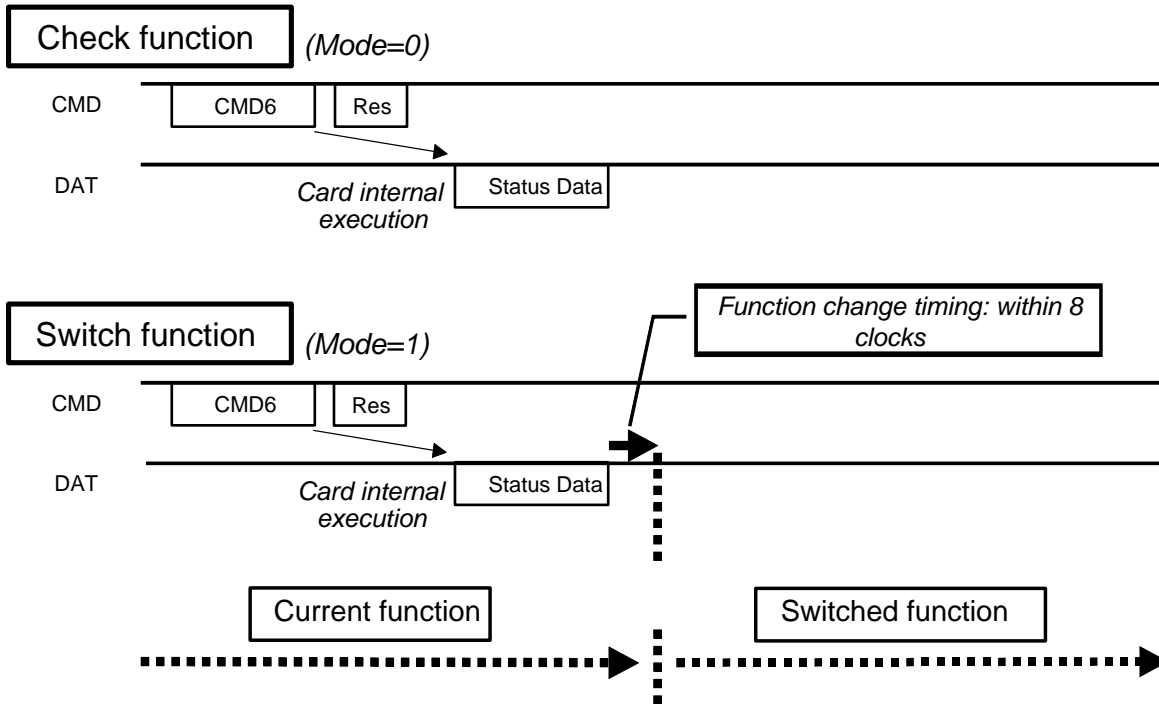 Check function
(Mode=0)
CMD
CMD6
Res
DAT
Card internal
execution
Status Data
Function change timing: within 8
clocks
Switch function
(Mode=1)
CMD
CMD6
Res
DAT
Card internal
execution
Status Data
Current function
Switched function